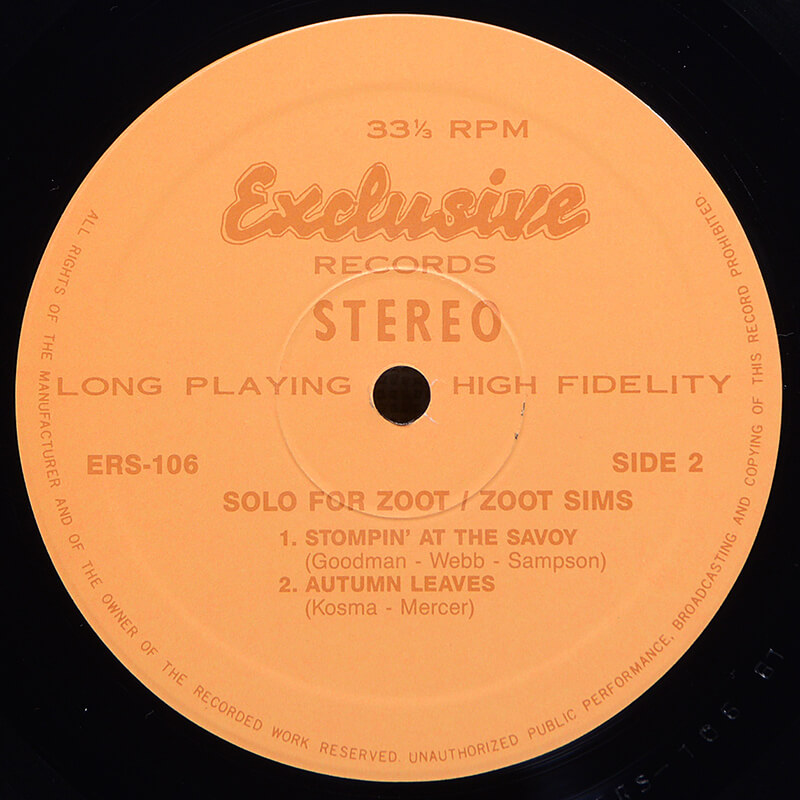 33⅓ RPM
Exclusive
RECORDS
STEREO
LONG PLAYING HIGH FIDELITY
ERS-106 SIDE 2
SOLO FOR ZOOT / ZOOT SIMS
1. STOMPIN' AT THE SAVOY
(Goodman - Webb - Sampson)
2. AUTUMN LEAVES
(Kosma - Mercer)
ALL RIGHTS OF THE MANUFACTURER AND OF THE OWNER OF THE RECORDED WORK RESERVED. UNAUTHORIZED PUBLIC PERFORMANCE, BROADCASTING AND COPYING OF THIS RECORD PROHIBITED.